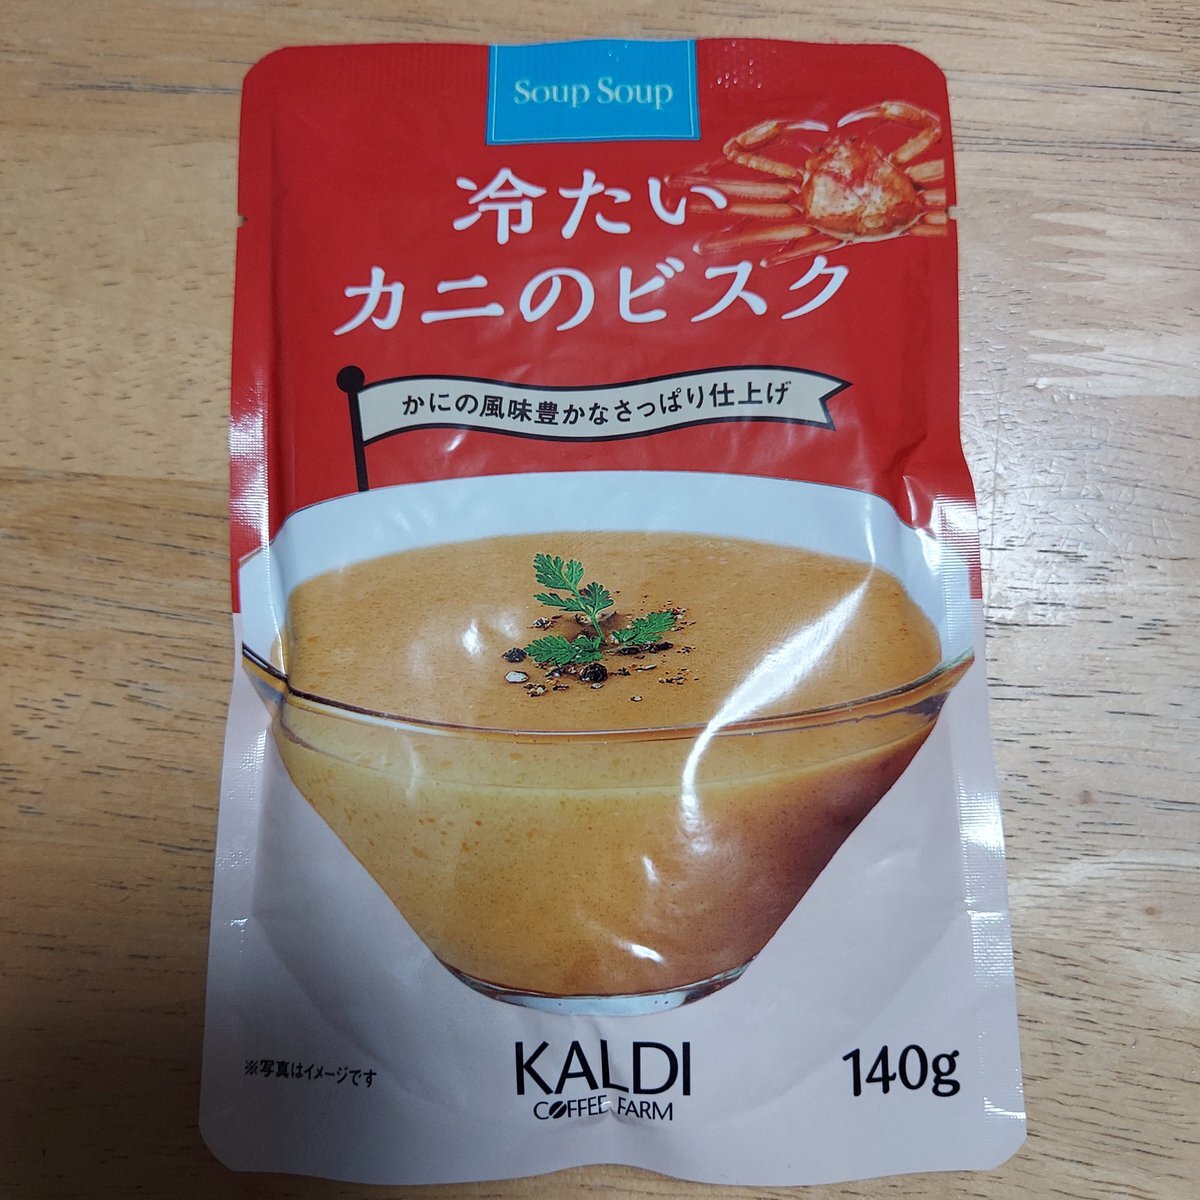 Soup Soup
冷たい
カニのビスク
かにの風味豊かなさっぱり仕上げ
※写真はイメージです
KALDI
COFFEE FARM
140g